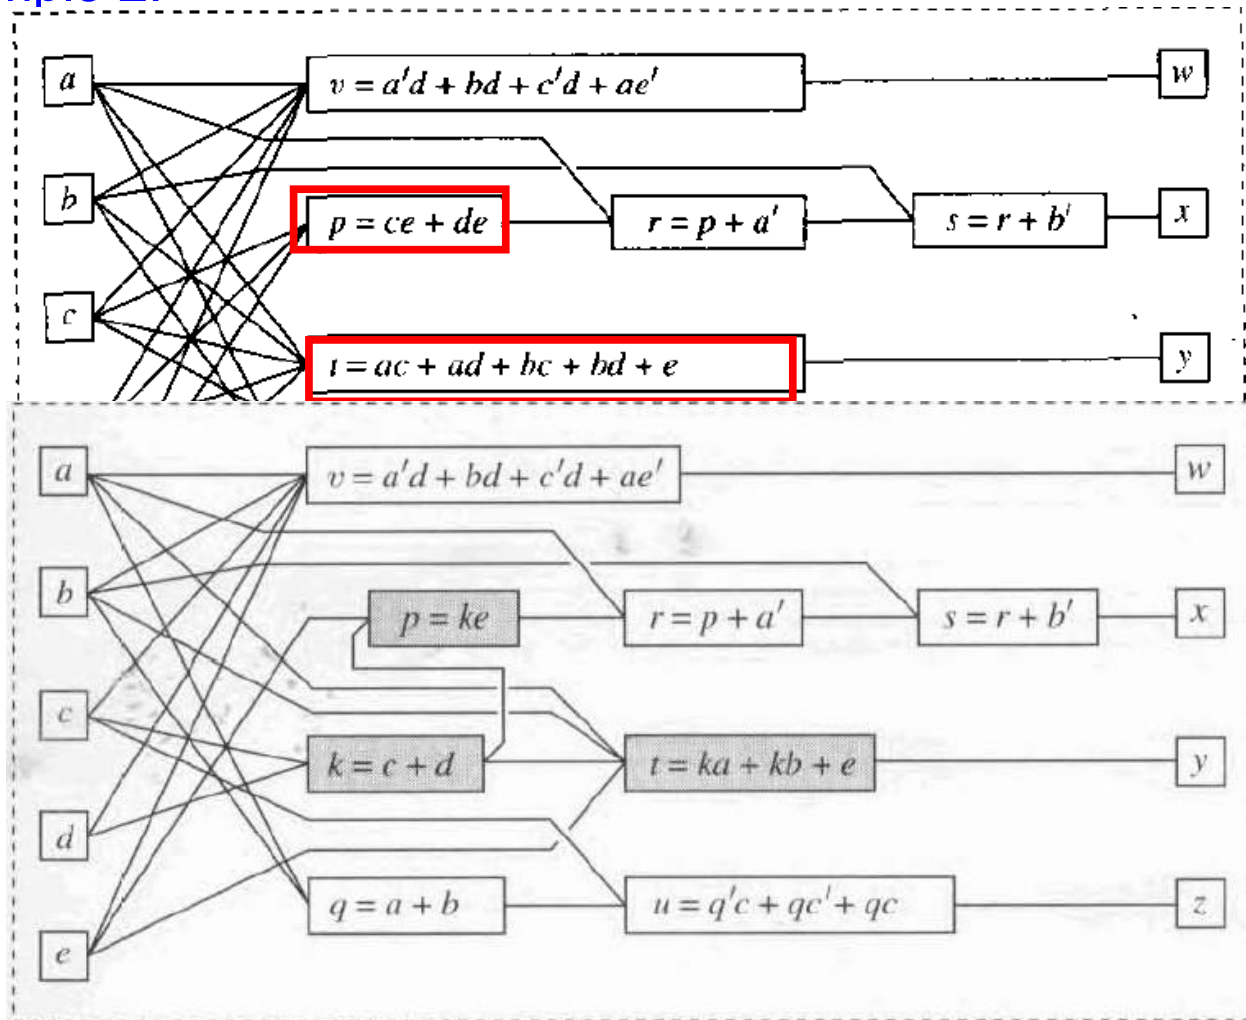 a
v = a'd + bd + c'd + ae'
w
b
p = ce + de
r = p + a'
s = r + b'
x
c
t = ac + ad + bc + bd + e
y
a
v = a'd + bd + c'd + ae'
w
b
p = ke
r = p + a'
s = r + b'
x
c
k = c + d
t = ka + kb + e
y
d
q = a + b
u = q'c + qc' + qc
z
e